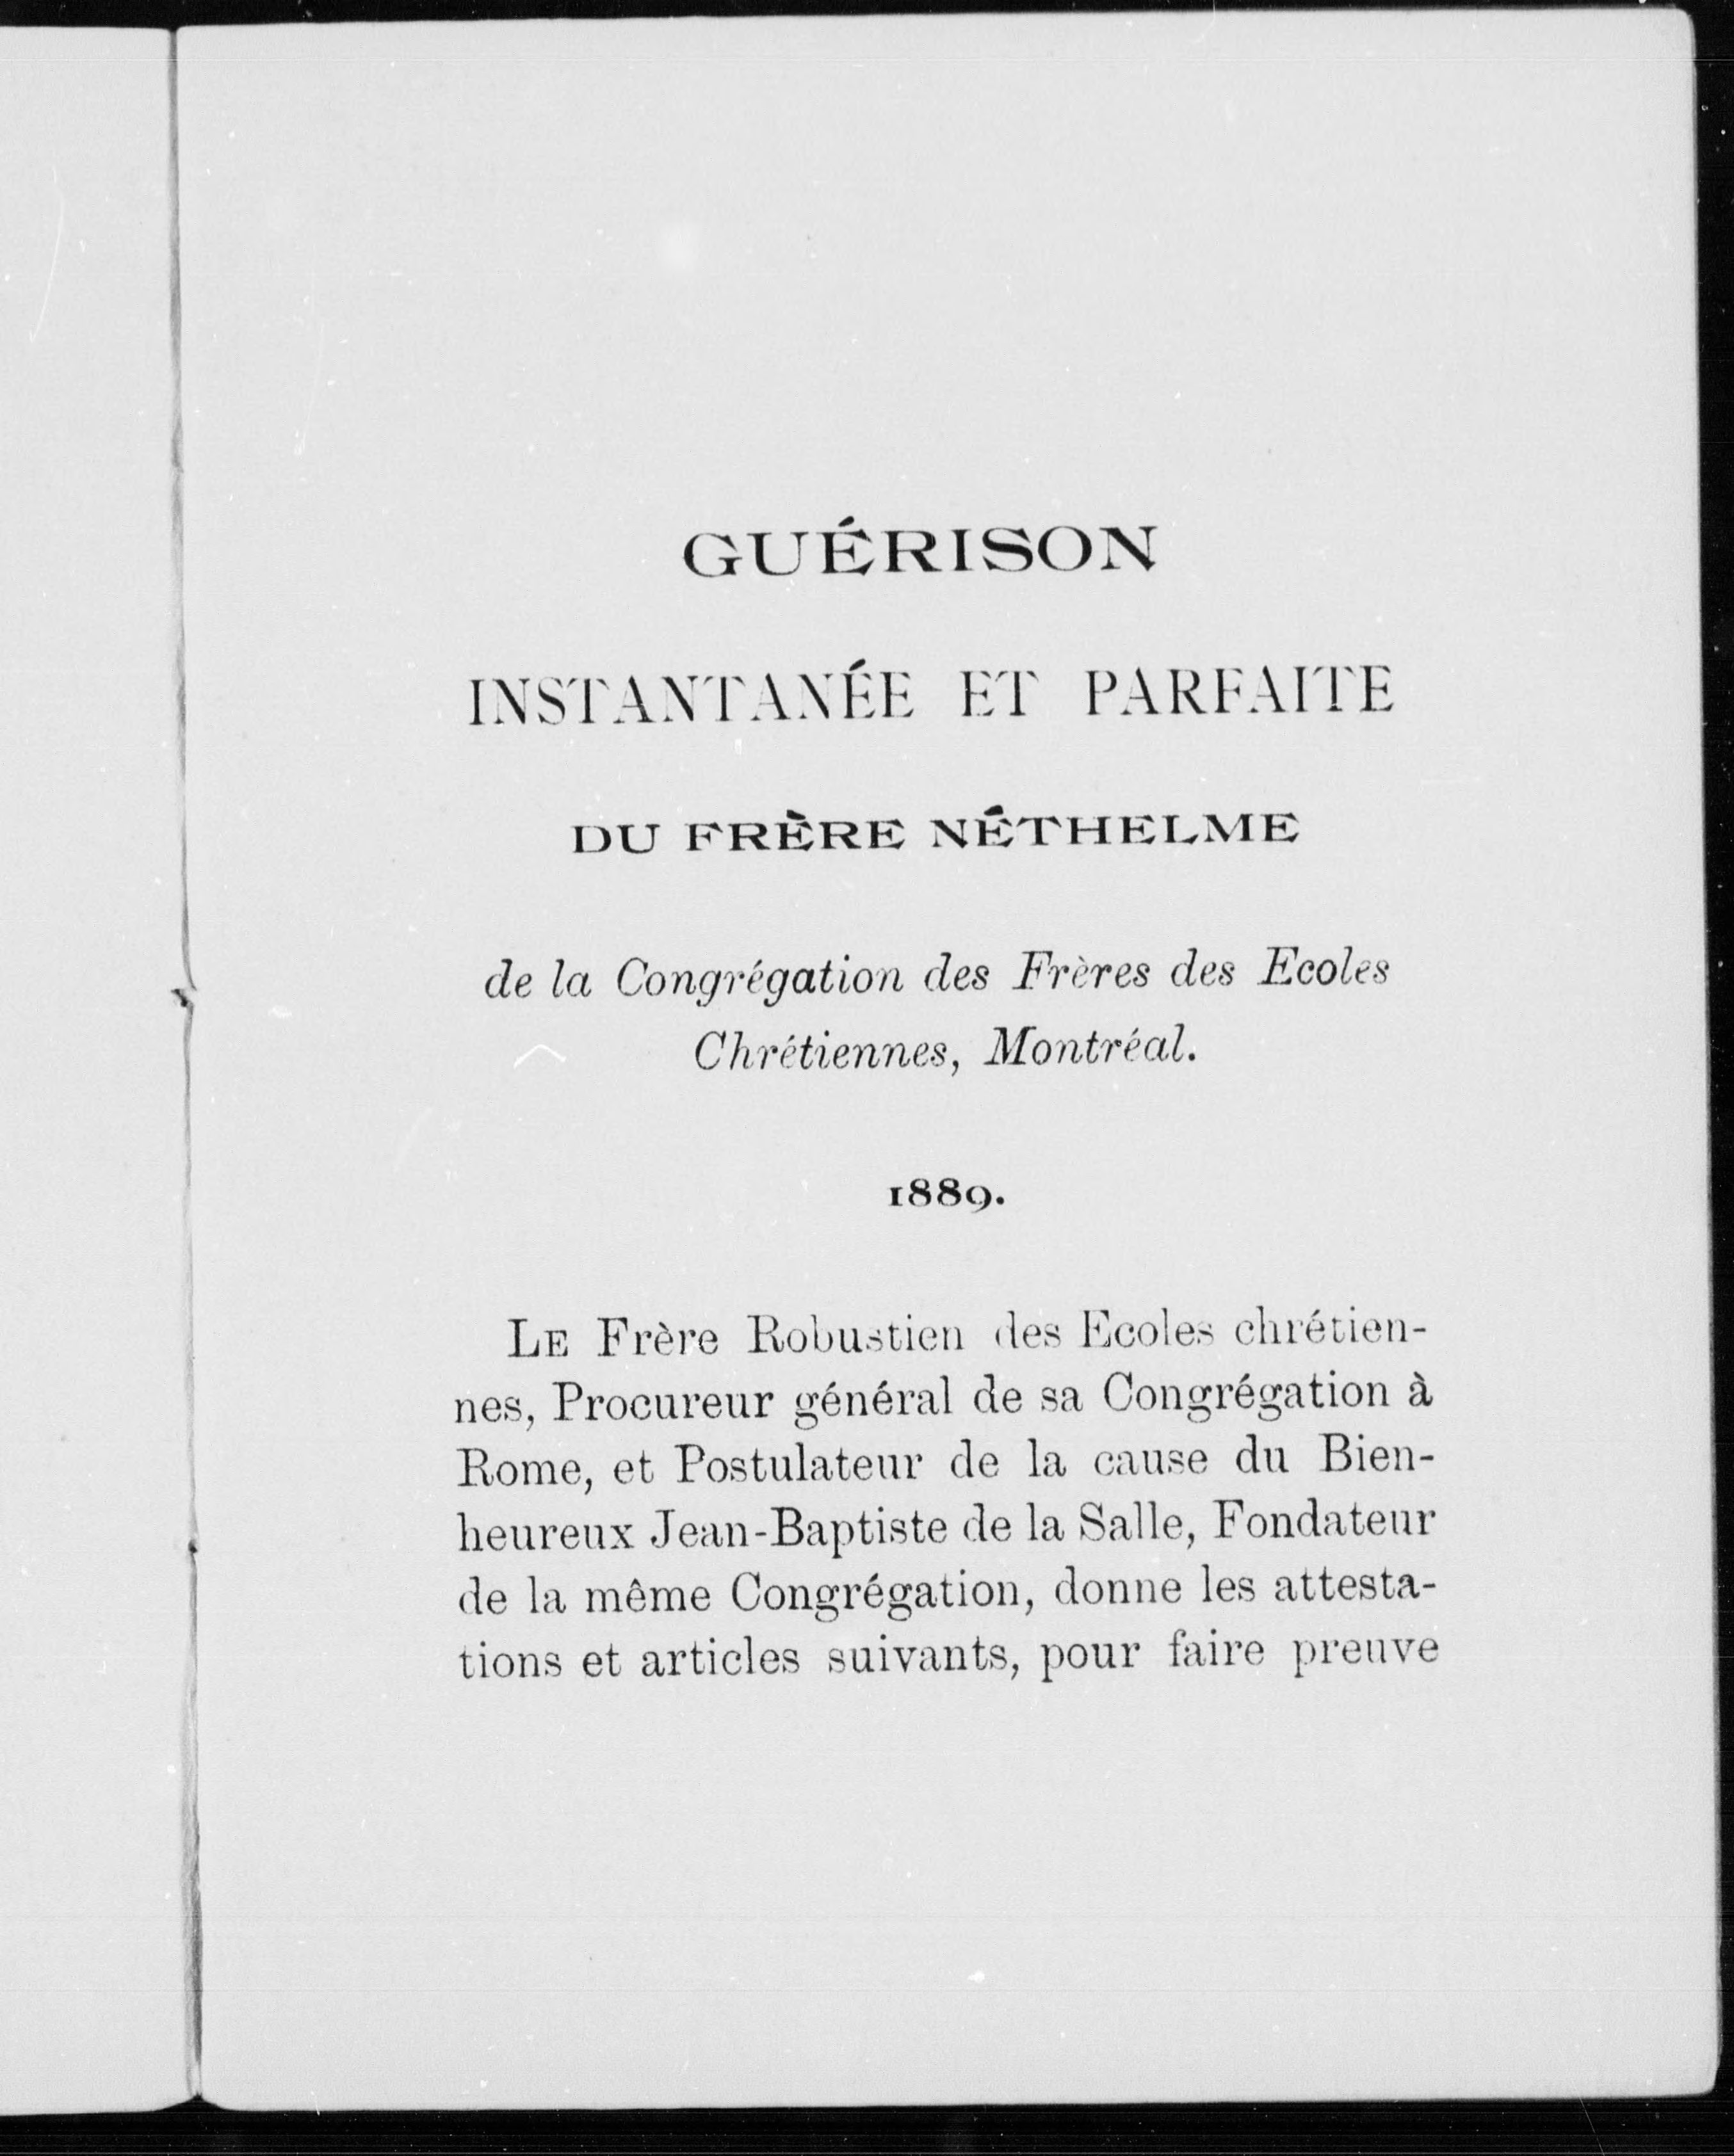 GUÉRISON
INSTANTANÉE ET PARFAITE
DU FRÈRE NÉTHELME
de la Congrégation des Frères des Ecoles
Chrétiennes, Montréal.
1889.
LE Frère Robustien des Ecoles chrétien-
nes, Procureur général de sa Congrégation à
Rome, et Postulateur de la cause du Bien-
heureux Jean-Baptiste de la Salle, Fondateur
de la même Congrégation, donne les attesta-
tions et articles suivants, pour faire preuve